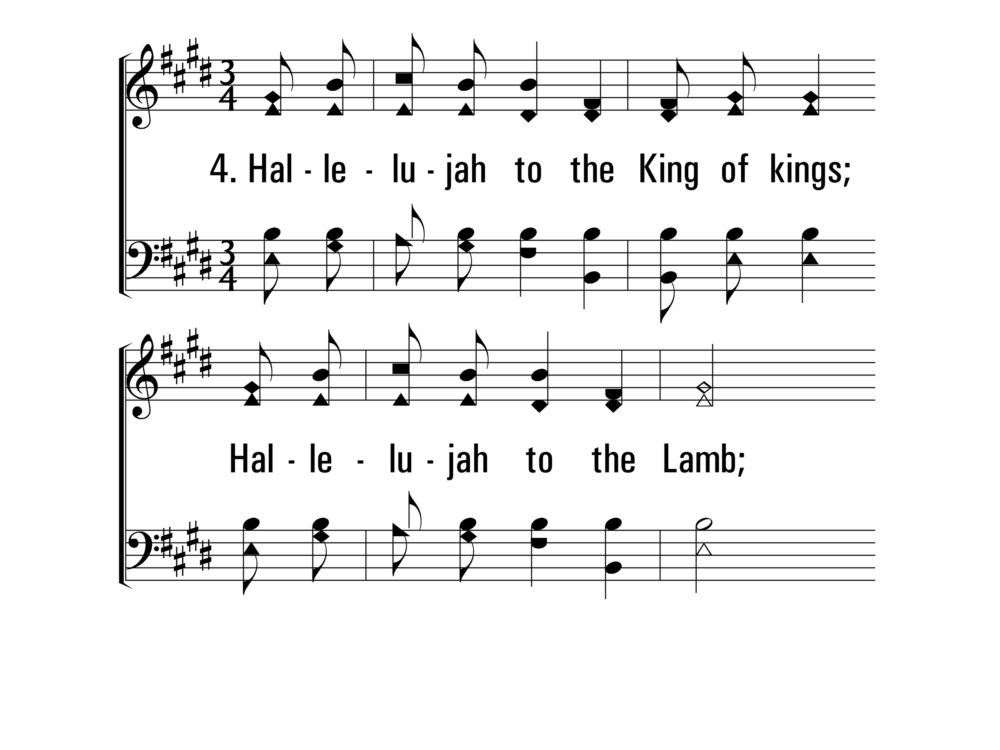 4. Hal - le - lu - jah to the King of kings;
Hal - le - lu - jah to the Lamb;